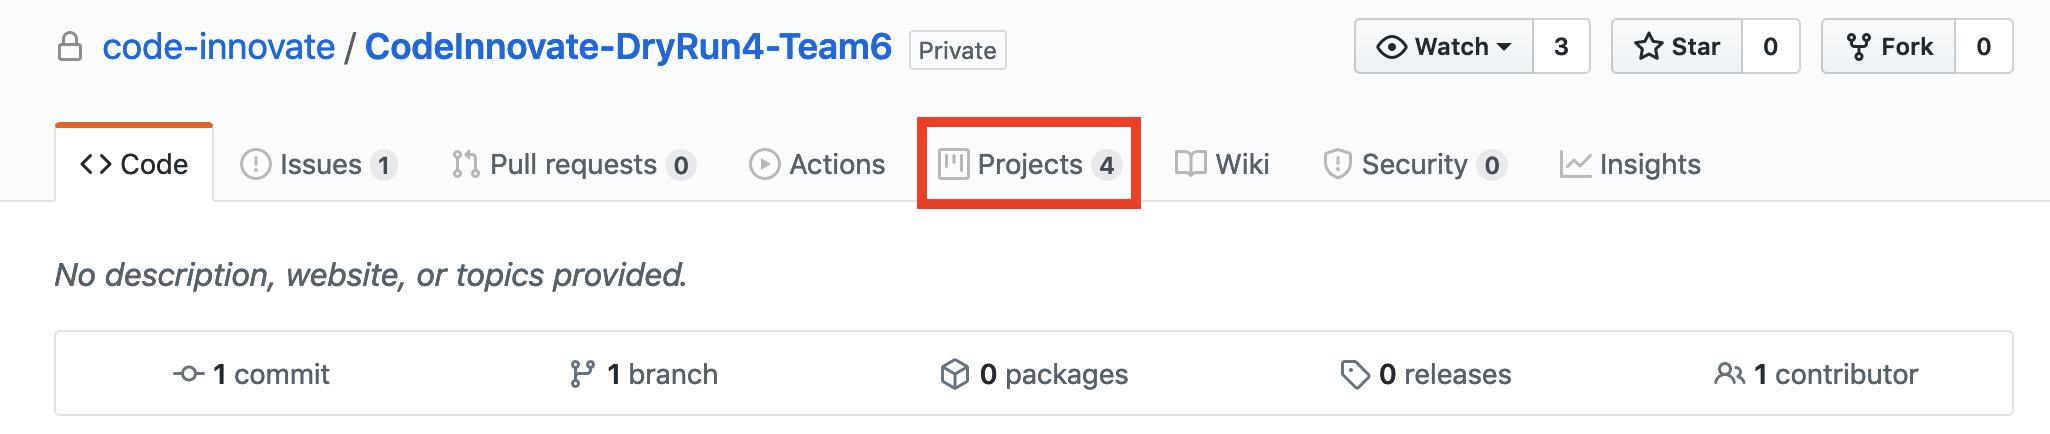 code-innovate / CodeInnovate-DryRun4-Team6 Private Watch 3 Star 0 Fork 0
Code Issues 1 Pull requests 0 Actions Projects 4 Wiki Security 0 Insights
No description, website, or topics provided.
1 commit 1 branch 0 packages 0 releases 1 contributor